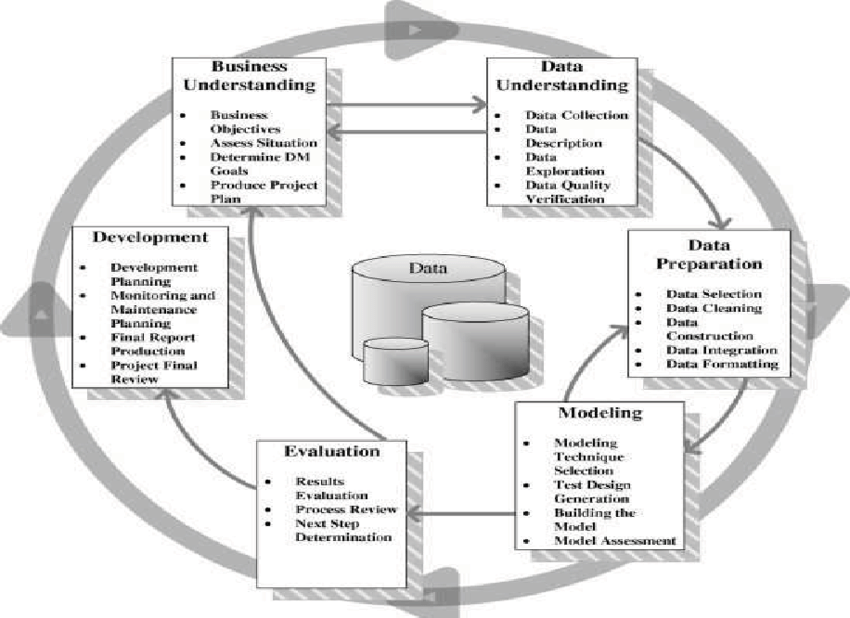 Business
Understanding
• Business
Objectives
• Assess Situation
• Determine DM
Goals
• Produce Project
Plan
Data
Understanding
• Data Collection
• Data
Description
• Data
Exploration
• Data Quality
Verification
Development
• Development
Planning
• Monitoring and
Maintenance
Planning
• Final Report
Production
• Project Final
Review
Data
Data
Preparation
• Data Selection
• Data Cleaning
• Data
Construction
• Data Integration
• Data Formatting
Modeling
• Modeling
Technique
Selection
• Test Design
Generation
• Building the
Model
• Model Assessment
Evaluation
• Results
Evaluation
• Process Review
• Next Step
Determination